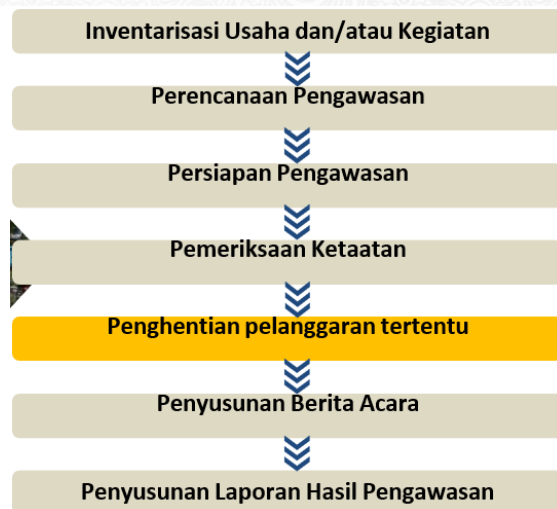 Inventarisasi Usaha dan/atau Kegiatan
Perencanaan Pengawasan
Persiapan Pengawasan
Pemeriksaan Ketaatan
Penghentian pelanggaran tertentu
Penyusunan Berita Acara
Penyusunan Laporan Hasil Pengawasan